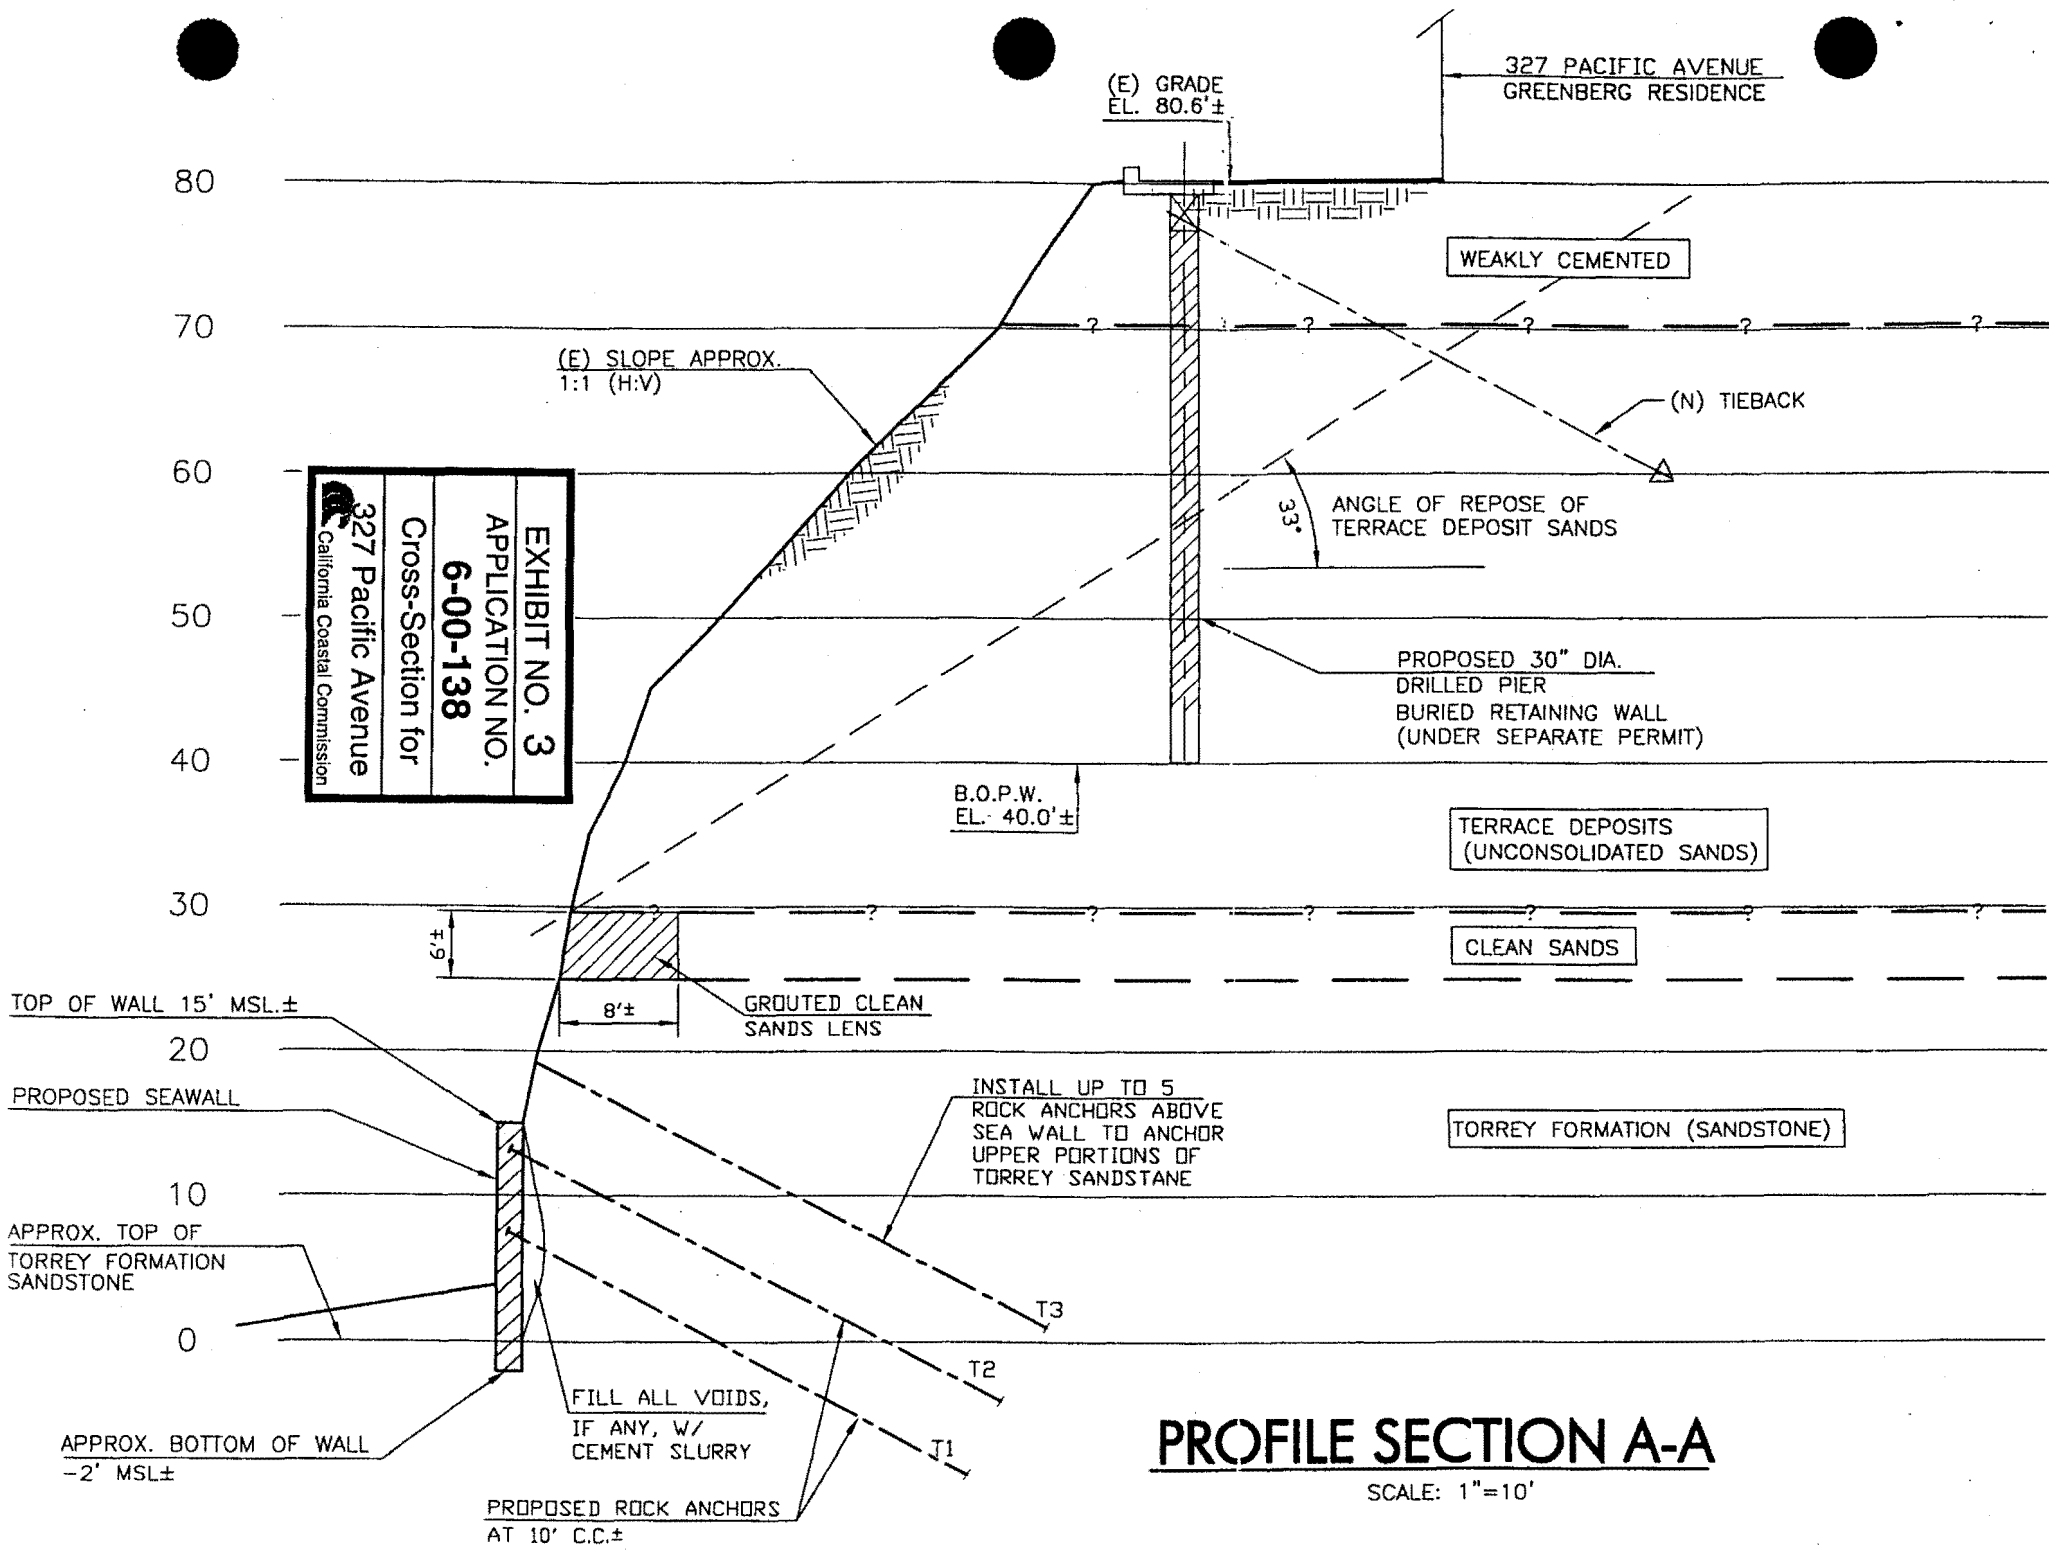 327 PACIFIC AVENUE
GREENBERG RESIDENCE
(E) GRADE
EL. 80.6'±
80
WEAKLY CEMENTED
70
? ? ? ? ?
(E) SLOPE APPROX.
1:1 (H:V)
(N) TIEBACK
60
33°
ANGLE OF REPOSE OF
TERRACE DEPOSIT SANDS
EXHIBIT NO. 3
APPLICATION NO.
6-00-138
Cross-Section for
327 Pacific Avenue
California Coastal Commission
50
PROPOSED 30" DIA.
DRILLED PIER
BURIED RETAINING WALL
(UNDER SEPARATE PERMIT)
40
B.O.P.W.
EL. 40.0'±
TERRACE DEPOSITS
(UNCONSOLIDATED SANDS)
30
? ? ? ? ? ? ?
6'±
CLEAN SANDS
8'±
GROUTED CLEAN
SANDS LENS
TOP OF WALL 15' MSL.±
20
PROPOSED SEAWALL
INSTALL UP TO 5
ROCK ANCHORS ABOVE
SEA WALL TO ANCHOR
UPPER PORTIONS OF
TORREY SANDSTANE
TORREY FORMATION (SANDSTONE)
10
APPROX. TOP OF
TORREY FORMATION
SANDSTONE
0
T3
T2
T1
FILL ALL VOIDS,
IF ANY, W/
CEMENT SLURRY
APPROX. BOTTOM OF WALL
-2' MSL±
PROPOSED ROCK ANCHORS
AT 10' C.C.±
PROFILE SECTION A-A
SCALE: 1"=10'